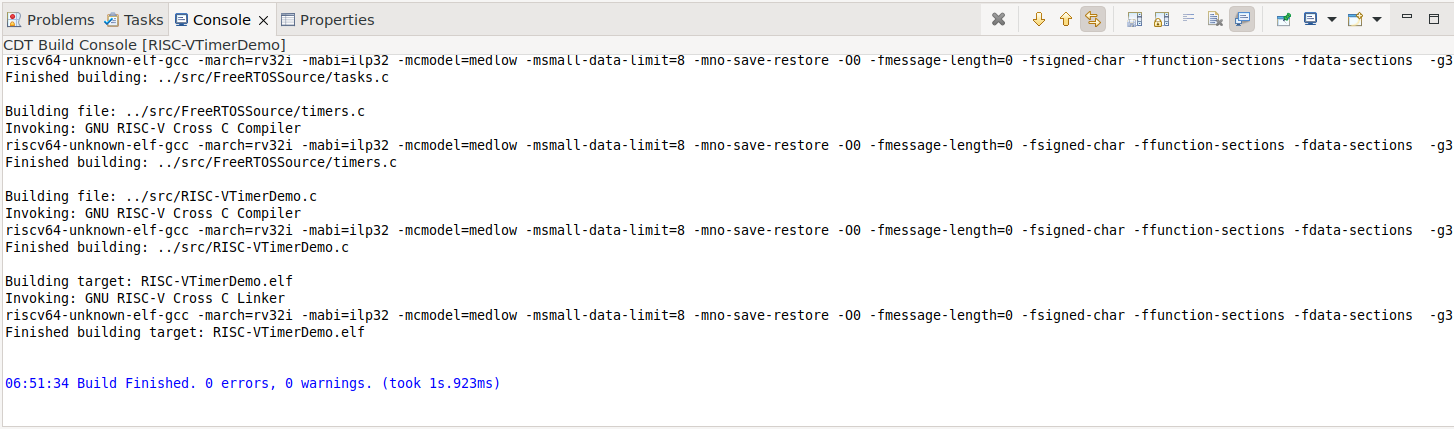 Problems Tasks Console Properties
CDT Build Console [RISC-VTimerDemo]
riscv64-unknown-elf-gcc -march=rv32i -mabi=ilp32 -mcmodel=medlow -msmall-data-limit=8 -mno-save-restore -O0 -fmessage-length=0 -fsigned-char -ffunction-sections -fdata-sections  -g3
Finished building: ../src/FreeRTOSSource/tasks.c
Building file: ../src/FreeRTOSSource/timers.c
Invoking: GNU RISC-V Cross C Compiler
riscv64-unknown-elf-gcc -march=rv32i -mabi=ilp32 -mcmodel=medlow -msmall-data-limit=8 -mno-save-restore -O0 -fmessage-length=0 -fsigned-char -ffunction-sections -fdata-sections  -g3
Finished building: ../src/FreeRTOSSource/timers.c
Building file: ../src/RISC-VTimerDemo.c
Invoking: GNU RISC-V Cross C Compiler
riscv64-unknown-elf-gcc -march=rv32i -mabi=ilp32 -mcmodel=medlow -msmall-data-limit=8 -mno-save-restore -O0 -fmessage-length=0 -fsigned-char -ffunction-sections -fdata-sections  -g3
Finished building: ../src/RISC-VTimerDemo.c
Building target: RISC-VTimerDemo.elf
Invoking: GNU RISC-V Cross C Linker
riscv64-unknown-elf-gcc -march=rv32i -mabi=ilp32 -mcmodel=medlow -msmall-data-limit=8 -mno-save-restore -O0 -fmessage-length=0 -fsigned-char -ffunction-sections -fdata-sections  -g3
Finished building target: RISC-VTimerDemo.elf
06:51:34 Build Finished. 0 errors, 0 warnings. (took 1s.923ms)